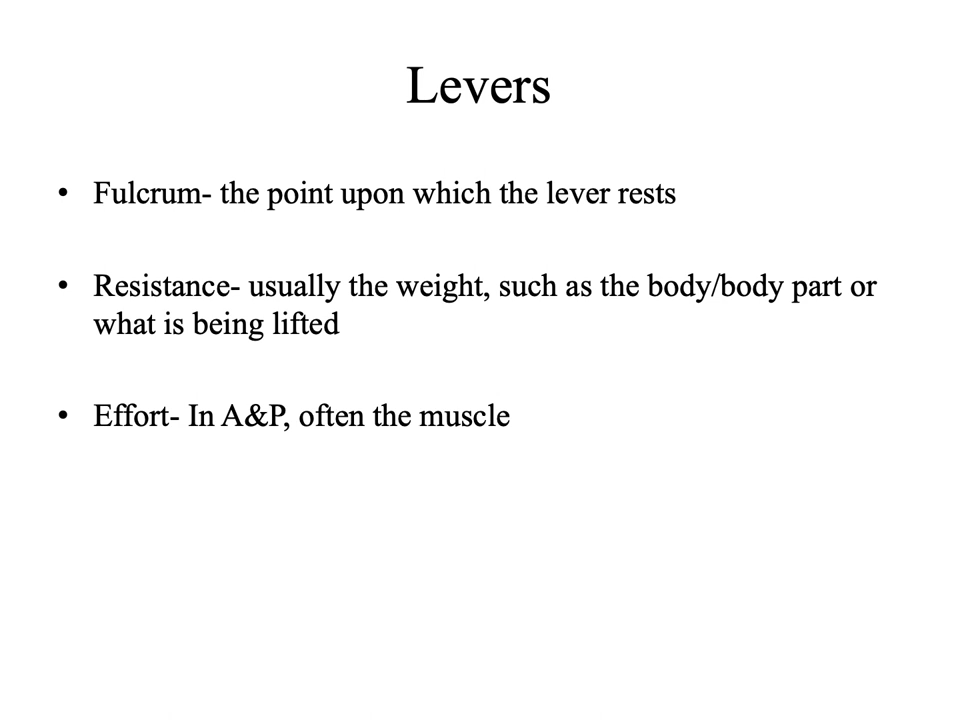 Levers
• Fulcrum- the point upon which the lever rests
• Resistance- usually the weight, such as the body/body part or
what is being lifted
• Effort- In A&P, often the muscle